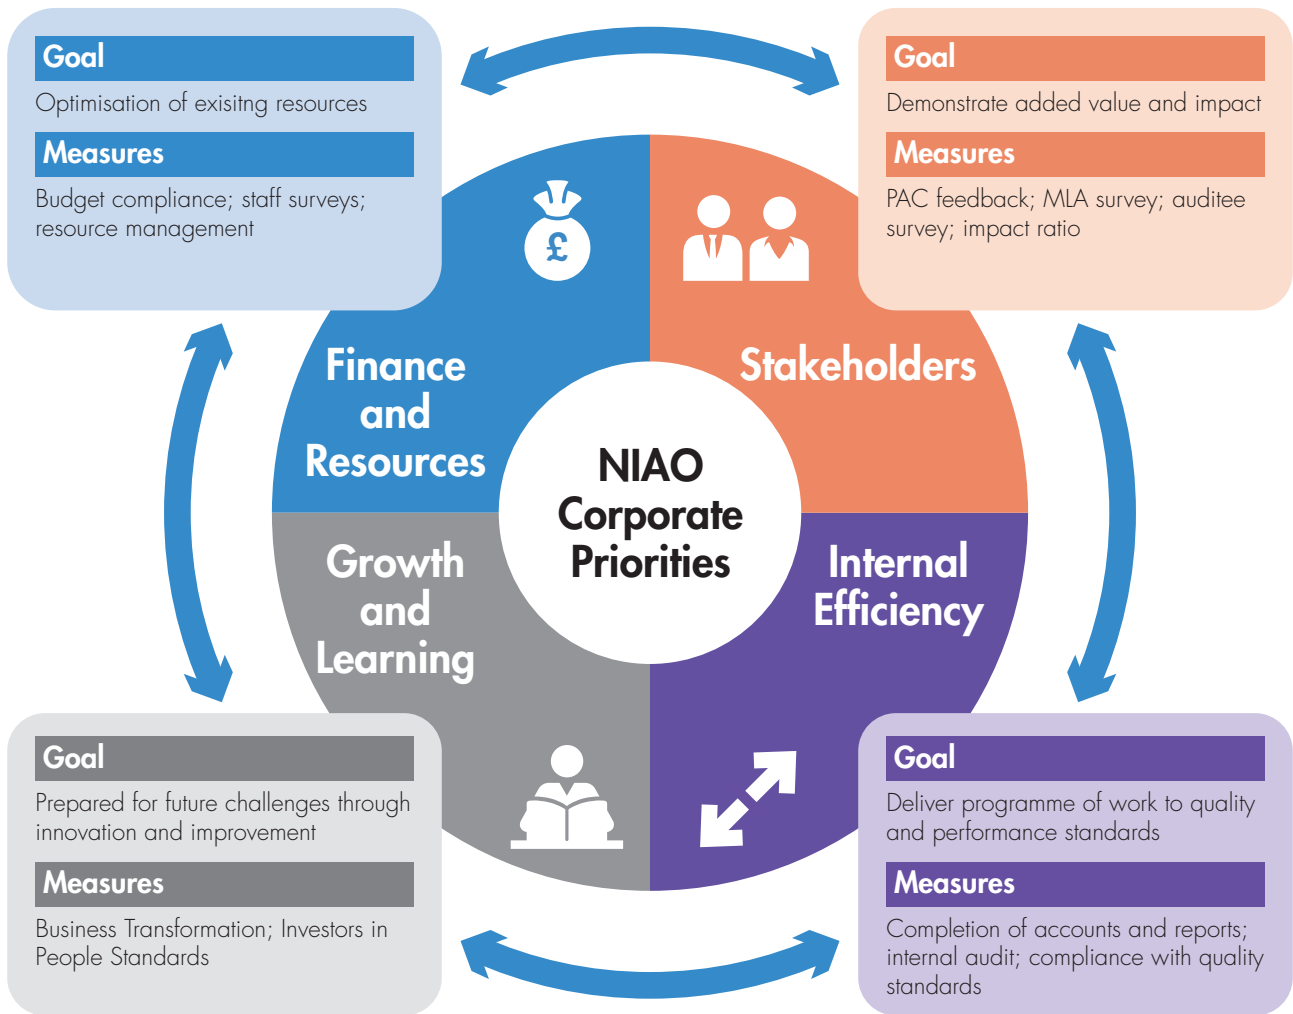 Goal
Optimisation of exisitng resources
Measures
Budget compliance; staff surveys;
resource management
Goal
Demonstrate added value and impact
Measures
PAC feedback; MLA survey; auditee
survey; impact ratio
£
Finance
and
Resources
Stakeholders
NIAO
Corporate
Priorities
Growth
and
Learning
Internal
Efficiency
Goal
Prepared for future challenges through
innovation and improvement
Measures
Business Transformation; Investors in
People Standards
Goal
Deliver programme of work to quality
and performance standards
Measures
Completion of accounts and reports;
internal audit; compliance with quality
standards